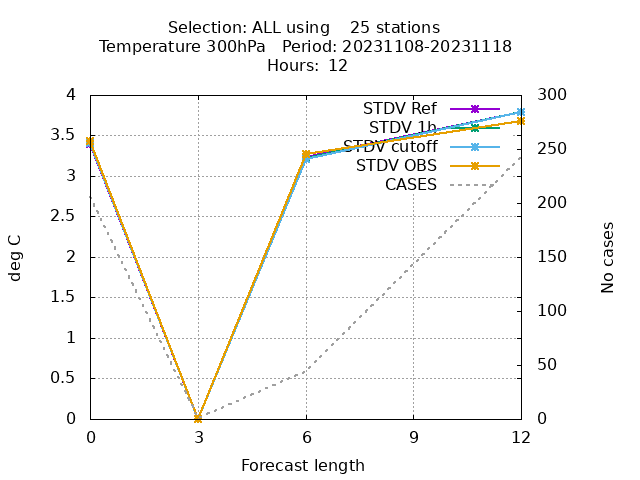 Selection: ALL using    25 stations
Temperature 300hPa   Period: 20231108-20231118
Hours:  12
4 300
STDV Ref
STDV 1h
3.5 250
STDV cutoff
STDV OBS
3 CASES
2.5 200
2 150
1.5
1 100
0.5 50
0 0
0 3 6 9 12
deg C
No cases
Forecast length